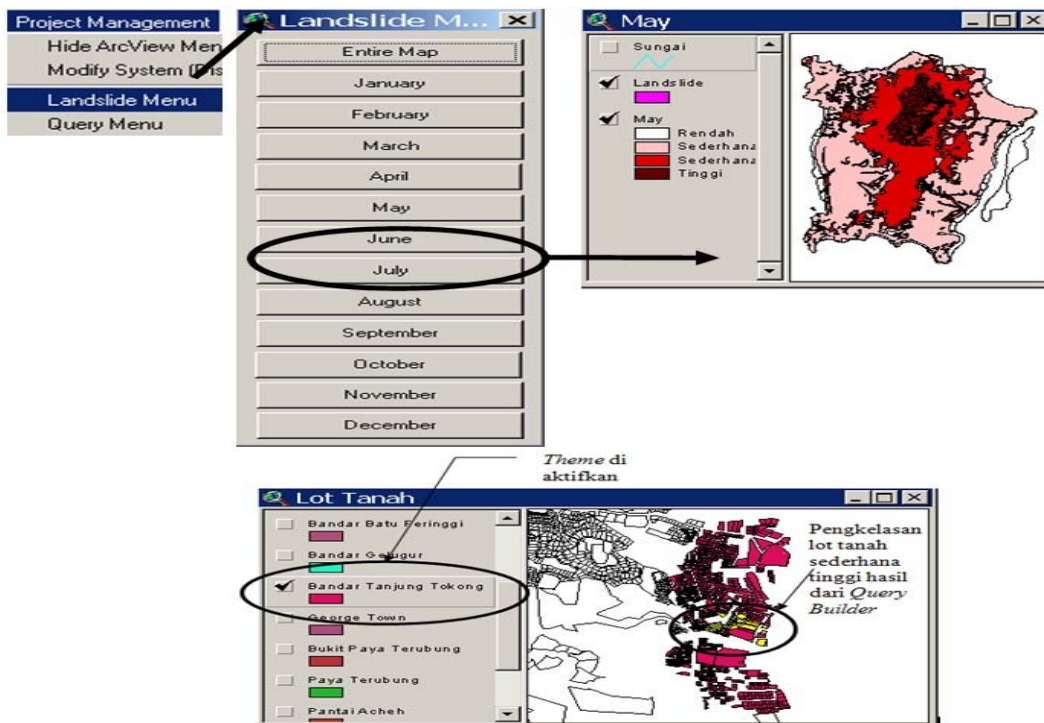 Project Management
Hide ArcView Men
Modify System (Dis
Landslide Menu
Query Menu
Landslide M...
Entire Map
January
February
March
April
May
June
July
August
September
October
November
December
May
Sungai
Landslide
May
Rendah
Sederhana
Sederhana
Tinggi
Theme di
aktifkan
Lot Tanah
Bandar Batu Feringgi
Bandar Gelugur
Bandar Tanjung Tokong
George Town
Bukit Paya Terubung
Paya Terubung
Pantai Acheh
Pengkelasan
lot tanah
sederhana
tinggi hasil
dari Query
Builder